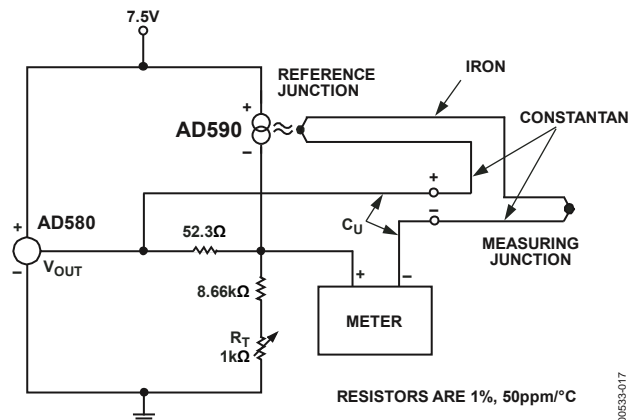 7.5V
REFERENCE
JUNCTION
IRON
CONSTANTAN
+
AD590
–
+
–
CU
+
AD580
–
VOUT
52.3Ω
8.66kΩ
RT
1kΩ
+
–
METER
MEASURING
JUNCTION
RESISTORS ARE 1%, 50ppm/°C
00533-017